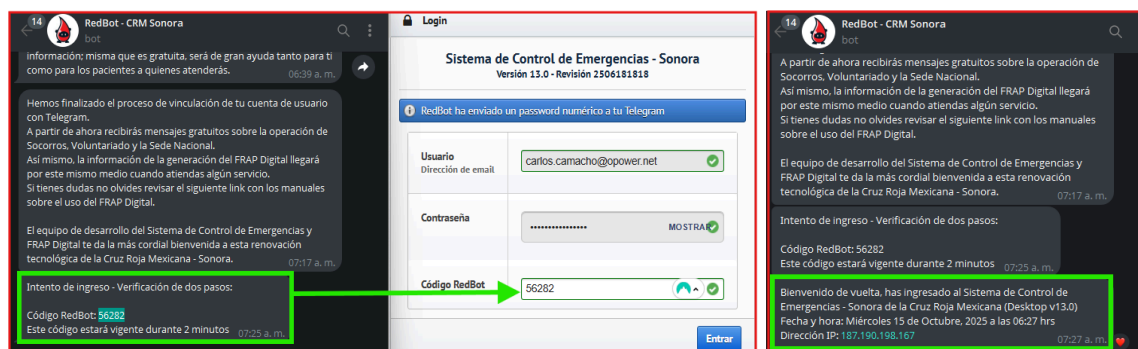 14
RedBot - CRM Sonora
bot
información; misma que es gratuita, será de gran ayuda tanto para ti
como para los pacientes a quienes atenderás.
06:39 a. m.
Hemos finalizado el proceso de vinculación de tu cuenta de usuario
con Telegram.
A partir de ahora recibirás mensajes gratuitos sobre la operación de
Socorros, Voluntariado y la Sede Nacional.
Así mismo, la información de la generación del FRAP Digital llegará
por este mismo medio cuando atiendas algún servicio.
Si tienes dudas no olvides revisar el siguiente link con los manuales
sobre el uso del FRAP Digital.
El equipo de desarrollo del Sistema de Control de Emergencias y
FRAP Digital te da la más cordial bienvenida a esta renovación
tecnológica de la Cruz Roja Mexicana - Sonora.
07:17 a. m.
Intento de ingreso - Verificación de dos pasos:
Código RedBot: 56282
Este código estará vigente durante 2 minutos
07:25 a. m.
Login
Sistema de Control de Emergencias - Sonora
Versión 13.0 - Revisión 2506181818
RedBot ha enviado un password numérico a tu Telegram
Usuario
Dirección de email
carlos.camacho@opower.net
Contraseña
••••••••••••••••
MOSTRAR
Código RedBot
56282
Entrar
14
RedBot - CRM Sonora
bot
A partir de ahora recibirás mensajes gratuitos sobre la operación de
Socorros, Voluntariado y la Sede Nacional.
Así mismo, la información de la generación del FRAP Digital llegará
por este mismo medio cuando atiendas algún servicio.
Si tienes dudas no olvides revisar el siguiente link con los manuales
sobre el uso del FRAP Digital.
El equipo de desarrollo del Sistema de Control de Emergencias y
FRAP Digital te da la más cordial bienvenida a esta renovación
tecnológica de la Cruz Roja Mexicana - Sonora.
07:17 a. m.
Intento de ingreso - Verificación de dos pasos:
Código RedBot: 56282
Este código estará vigente durante 2 minutos
07:25 a. m.
Bienvenido de vuelta, has ingresado al Sistema de Control de
Emergencias - Sonora de la Cruz Roja Mexicana (Desktop v13.0)
Fecha y hora: Miércoles 15 de Octubre, 2025 a las 06:27 hrs
Dirección IP: 187.190.198.167
07:27 a. m.